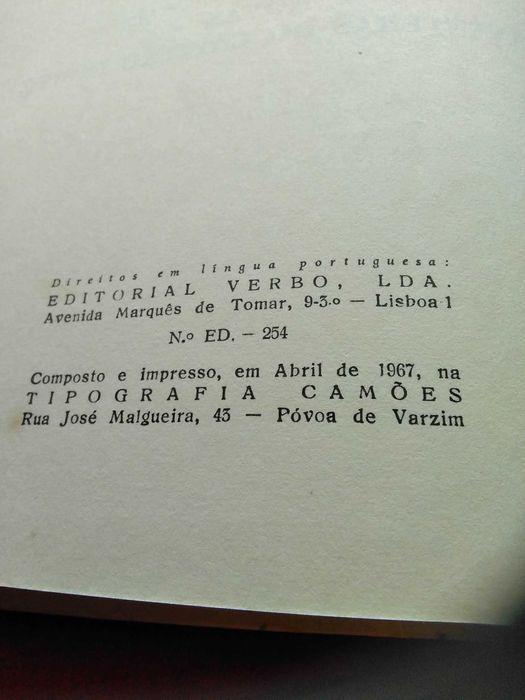 Direitos em língua portuguesa:
EDITORIAL VERBO, LDA.
Avenida Marquês de Tomar, 9-3.º — Lisboa 1
N.º ED. — 254
Composto e impresso, em Abril de 1967, na
TIPOGRAFIA CAMÕES
Rua José Malgueira, 43 — Póvoa de Varzim